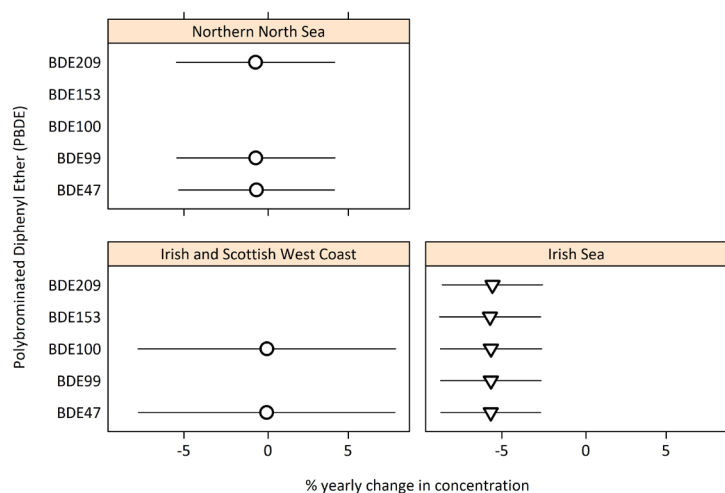 Northern North Sea
BDE209
BDE153
BDE100
BDE99
BDE47
Polybrominated Diphenyl Ether (PBDE)
Irish and Scottish West Coast
Irish Sea
BDE209
BDE153
BDE100
BDE99
BDE47
-5 0 5
-5 0 5
% yearly change in concentration